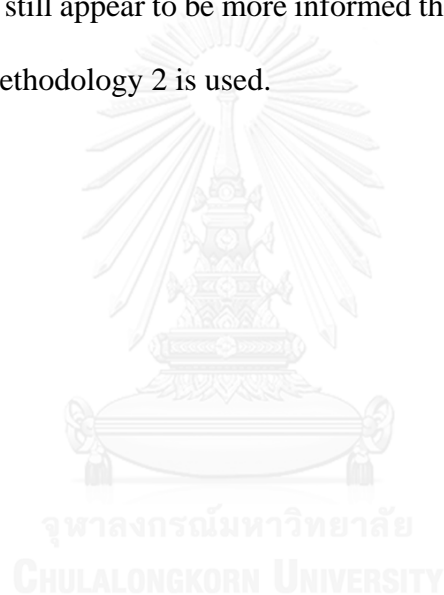 still appear to be more informed th
ethodology 2 is used.
จุฬาลงกรณ์มหาวิทยาลัย
CHULALONGKORN UNIVERSITY